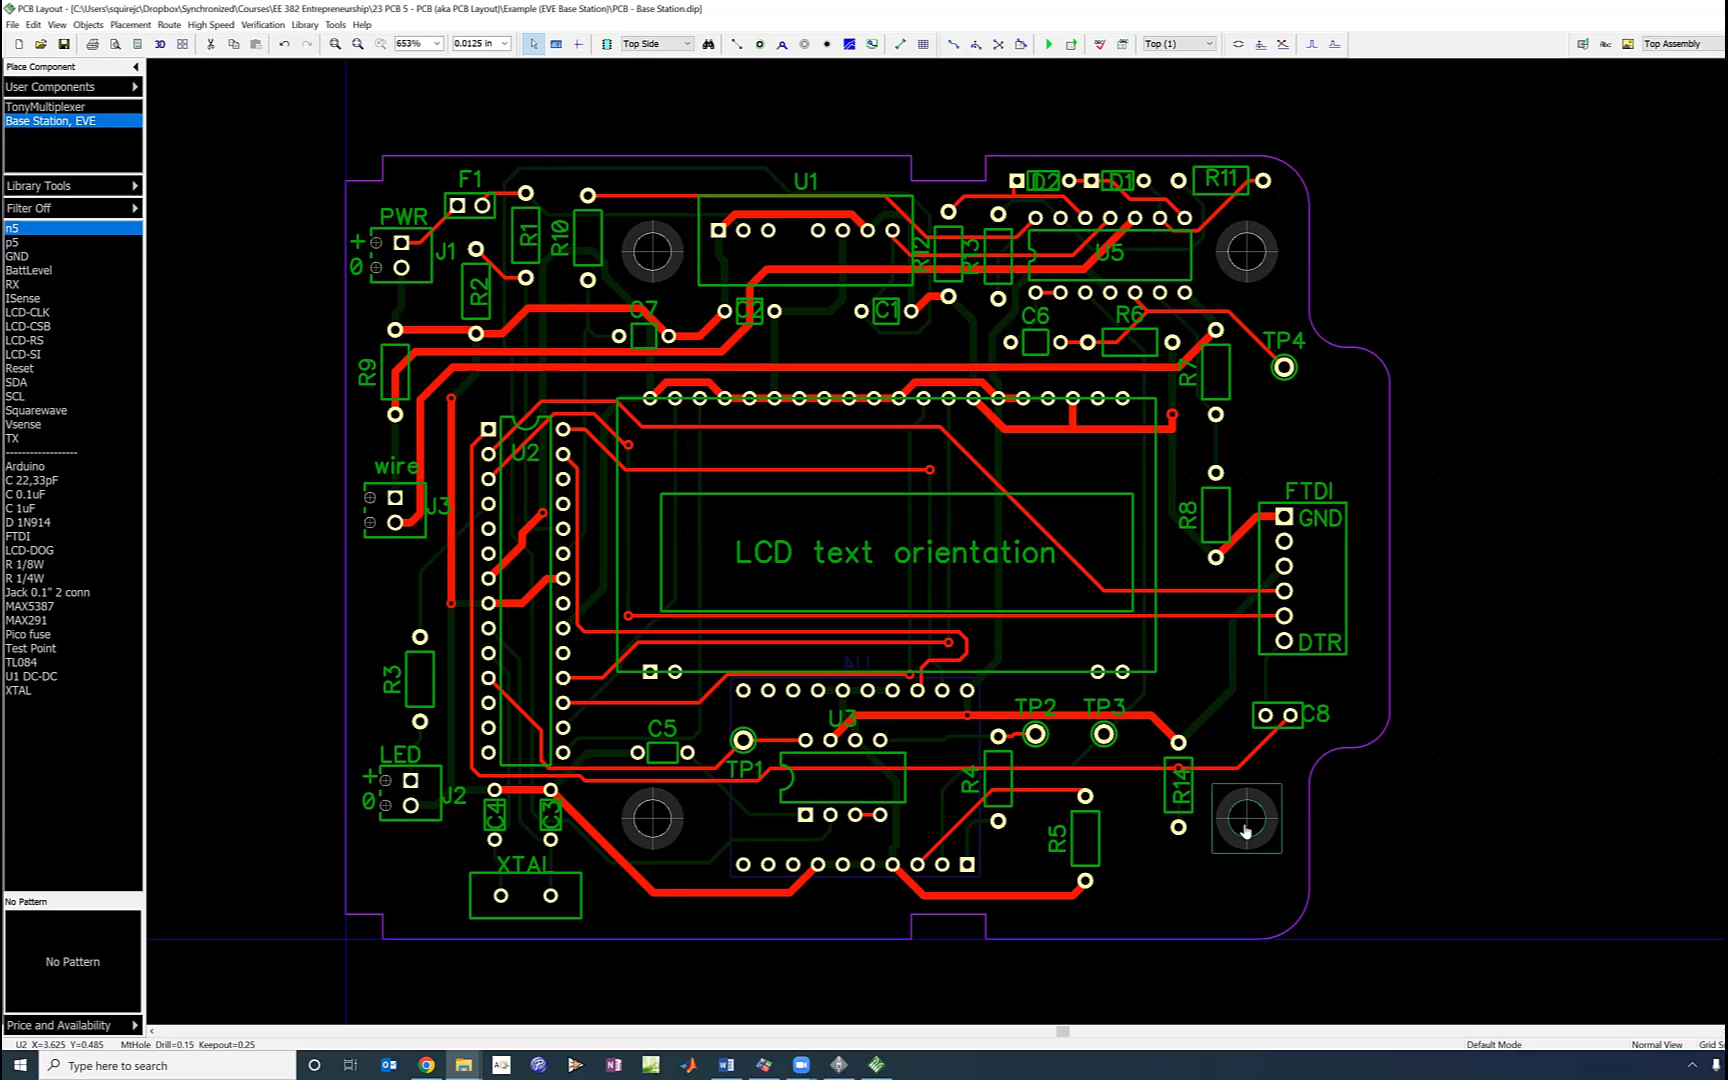 PCB Layout - [C:\Users\squirejc\Dropbox\Synchronized\Courses\EE 382 Entrepreneurship\23 PCB 5 - PCB (aka PCB Layout)\Example (EVE Base Station)\PCB - Base Station.dip]
File Edit View Objects Placement Route High Speed Verification Library Tools Help
3D 653% 0.0125 in Top Side Top (1) Abc Top Assembly
Place Component
User Components
TonyMultiplexer
Base Station, EVE
Library Tools
Filter Off
n5
p5
GND
BattLevel
RX
ISense
LCD-CLK
LCD-CSB
LCD-RS
LCD-SI
Reset
SDA
SCL
Squarewave
Vsense
TX
--------------------
Arduino
C 22,33pF
C 0.1uF
C 1uF
D 1N914
FTDI
LCD-DOG
R 1/8W
R 1/4W
Jack 0.1" 2 conn
MAX5387
MAX291
Pico fuse
Test Point
TL084
U1 DC-DC
XTAL
No Pattern
No Pattern
Price and Availability
F1 U1 D2 D1 R11
PWR
+ 0 J1 R1 R10 R12 R13 U5
R2
C7 C2 C1 C6 R6
TP4
R9 R7
U2
wire
J3
FTDI
R8 GND
LCD text orientation
DTR
U4
R3
TP2 TP3 C8
U3
C5
LED
TP1
+ 0 J2 R4 R14
C4 C3
R5
XTAL
U2 X=3.625 Y=0.485 MtHole Drill=0.15 Keepout=0.25
Default Mode Normal View Grid S
Type here to search